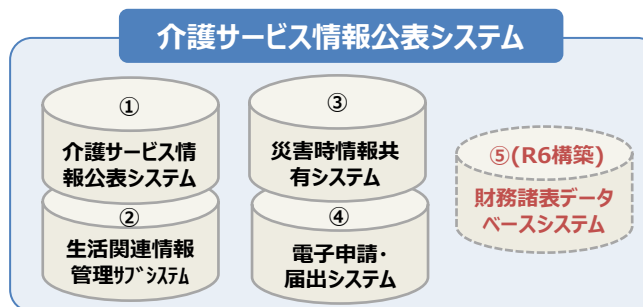 介護サービス情報公表システム
①
介護サービス情
報公表システム
②
生活関連情報
管理ｻﾌﾞｼｽﾃﾑ
③
災害時情報共
有システム
④
電子申請・
届出システム
⑤(R6構築)
財務諸表データ
ベースシステム